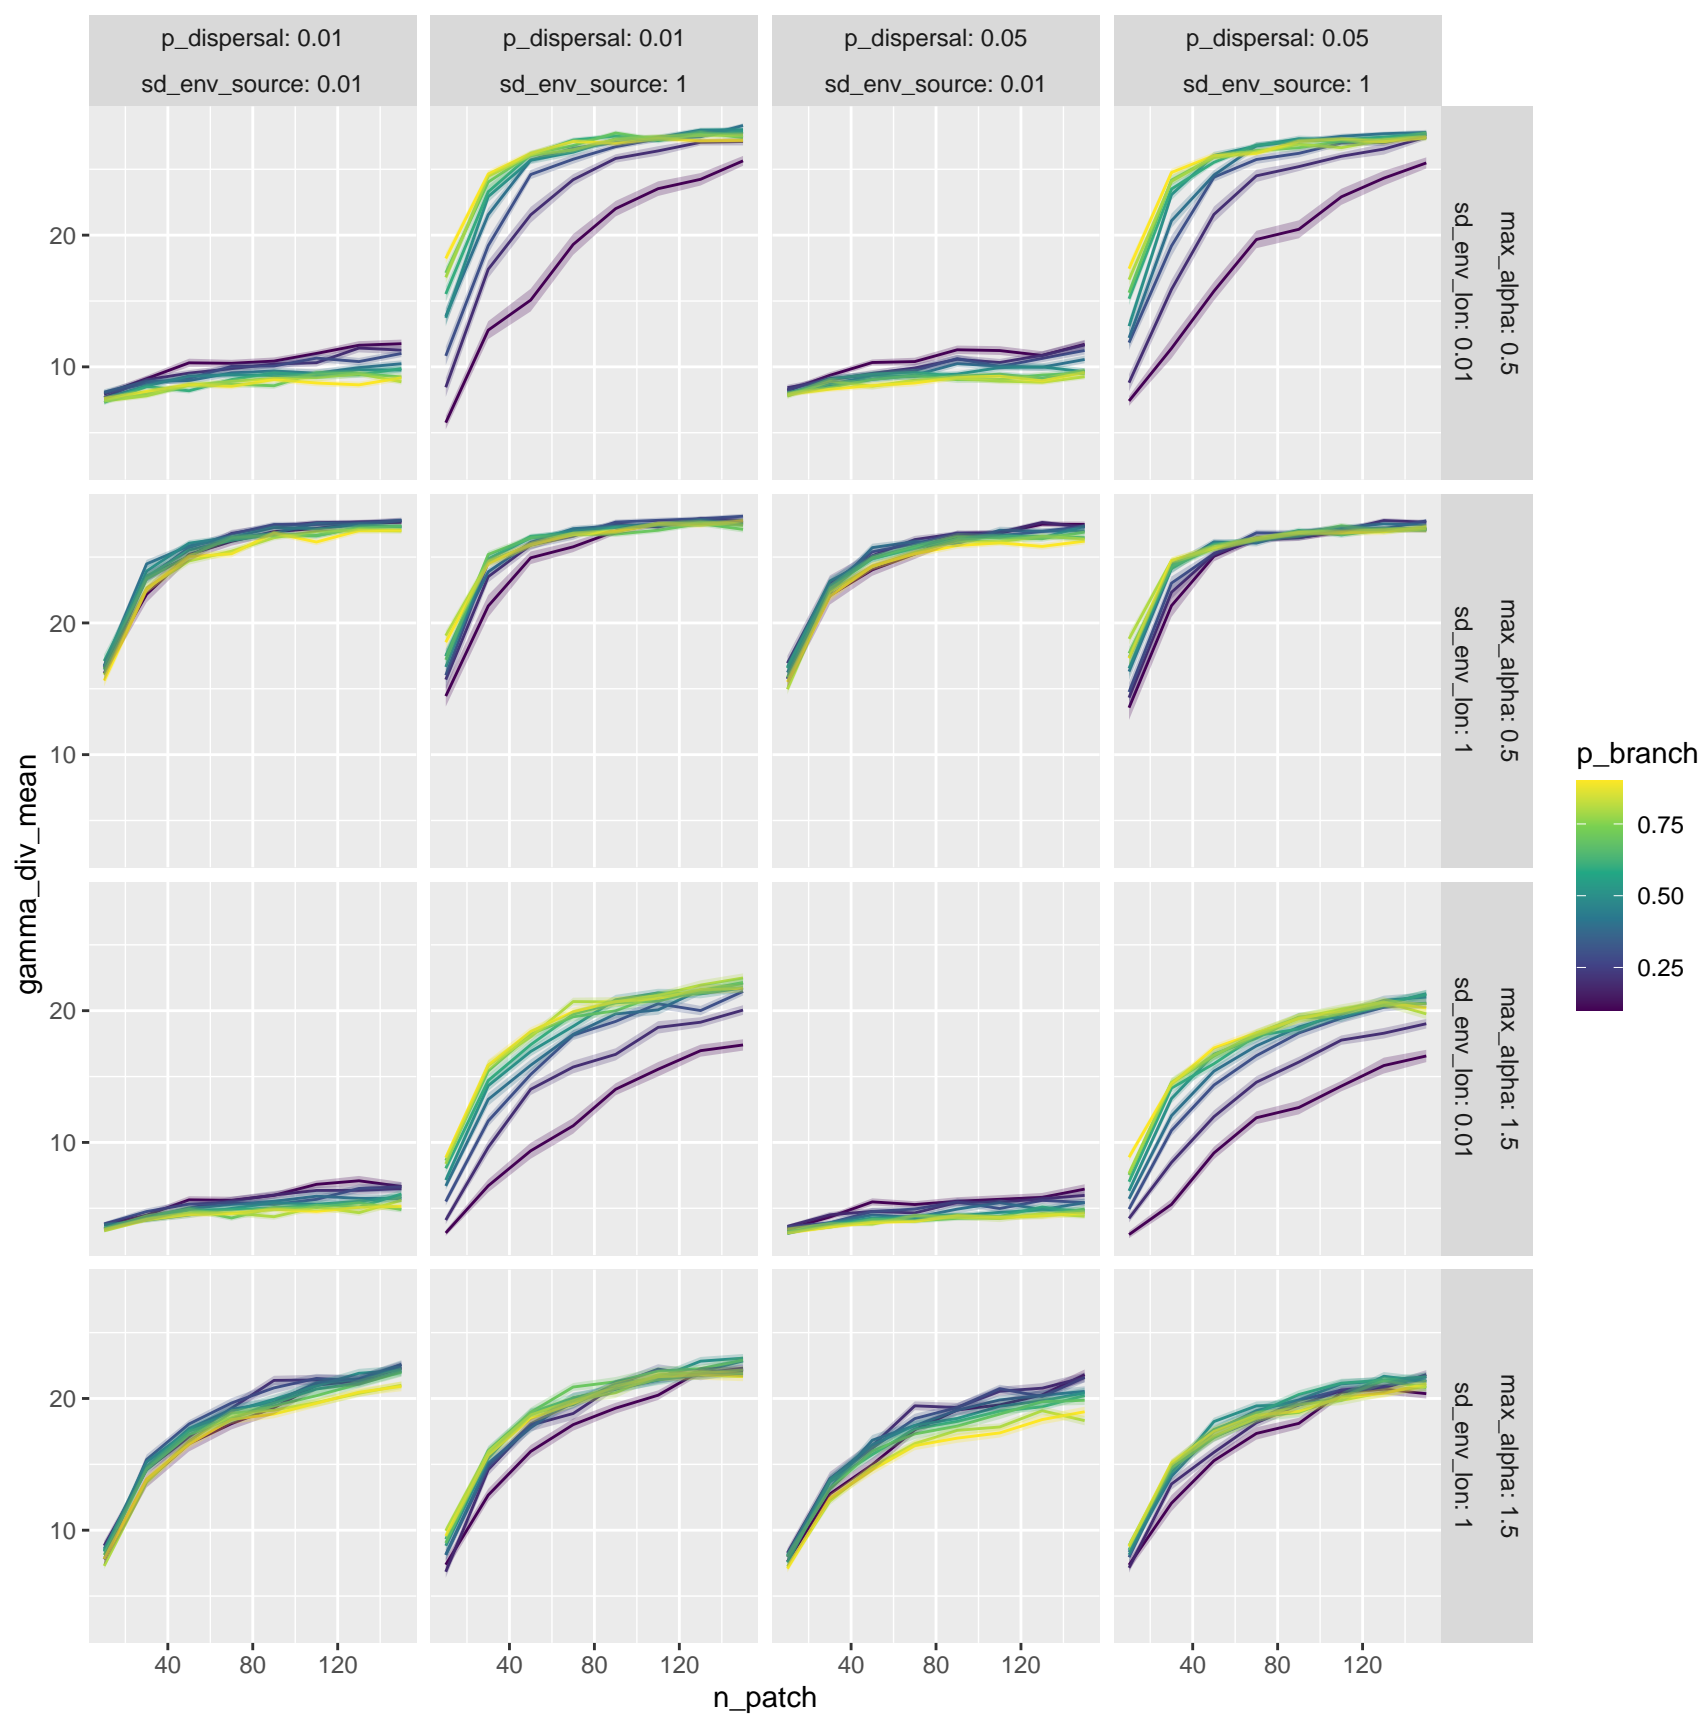 p_dispersal: 0.01
p_dispersal: 0.01
p_dispersal: 0.05
p_dispersal: 0.05
sd_env_source: 0.01
sd_env_source: 1
sd_env_source: 0.01
sd_env_source: 1
20
10
max_alpha: 0.5
sd_env_lon: 0.01
20
10
max_alpha: 0.5
sd_env_lon: 1
20
10
max_alpha: 1.5
sd_env_lon: 0.01
20
10
max_alpha: 1.5
sd_env_lon: 1
40 80 120
40 80 120
40 80 120
40 80 120
n_patch
gamma_div_mean
p_branch
0.75
0.50
0.25